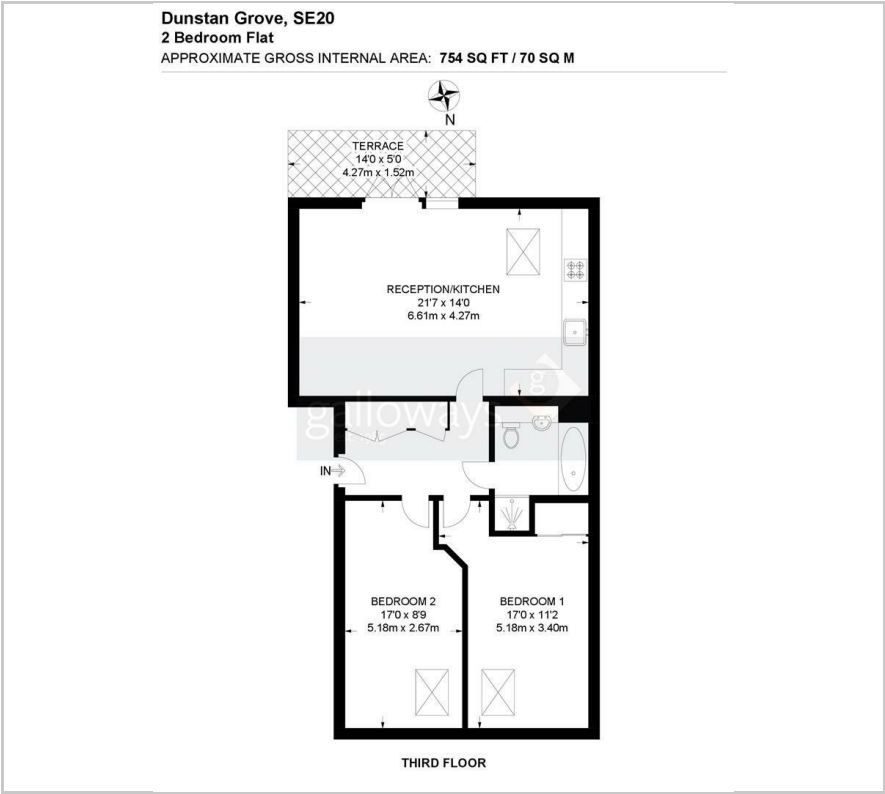 Dunstan Grove, SE20
2 Bedroom Flat
APPROXIMATE GROSS INTERNAL AREA: 754 SQ FT / 70 SQ M
N
TERRACE
14'0 x 5'0
4.27m x 1.52m
RECEPTION/KITCHEN
21'7 x 14'0
6.61m x 4.27m
g
galloways
IN
BEDROOM 2
17'0 x 8'9
5.18m x 2.67m
BEDROOM 1
17'0 x 11'2
5.18m x 3.40m
THIRD FLOOR